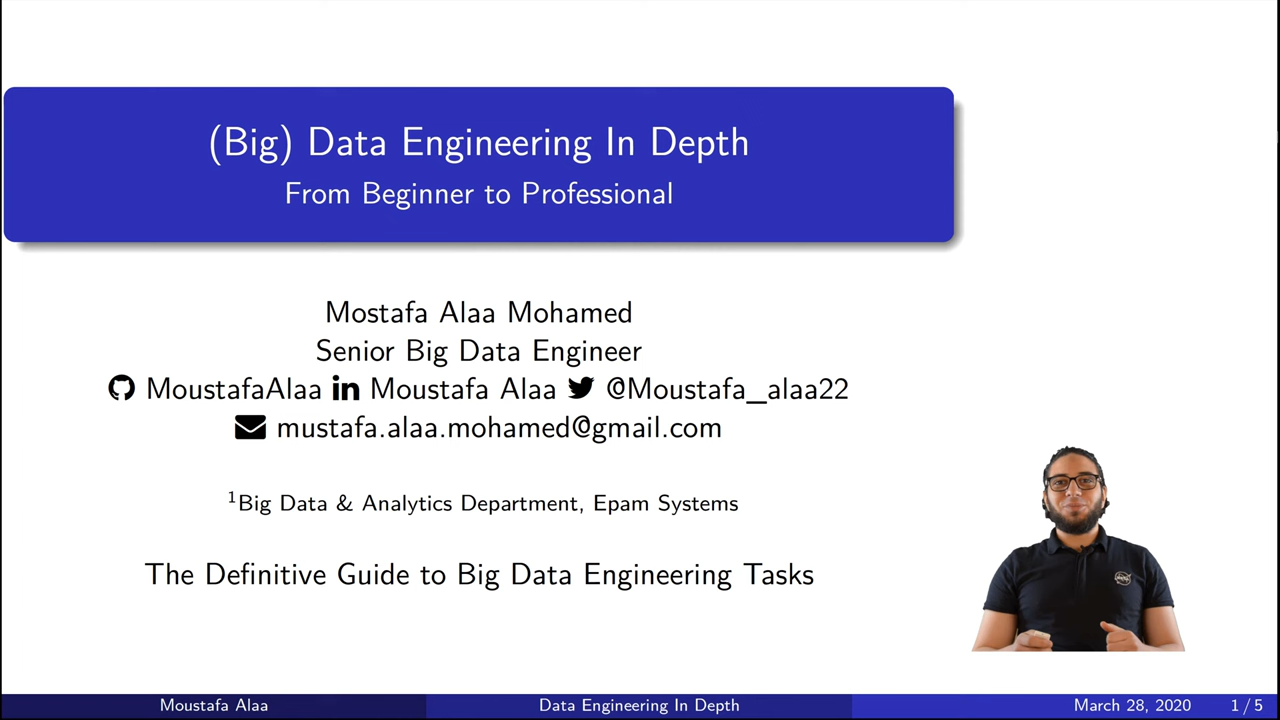 (Big) Data Engineering In Depth
From Beginner to Professional
Mostafa Alaa Mohamed
Senior Big Data Engineer
MoustafaAlaa in Moustafa Alaa @Moustafa_alaa22
mustafa.alaa.mohamed@gmail.com
1Big Data & Analytics Department, Epam Systems
The Definitive Guide to Big Data Engineering Tasks
Moustafa Alaa Data Engineering In Depth March 28, 2020 1 / 5